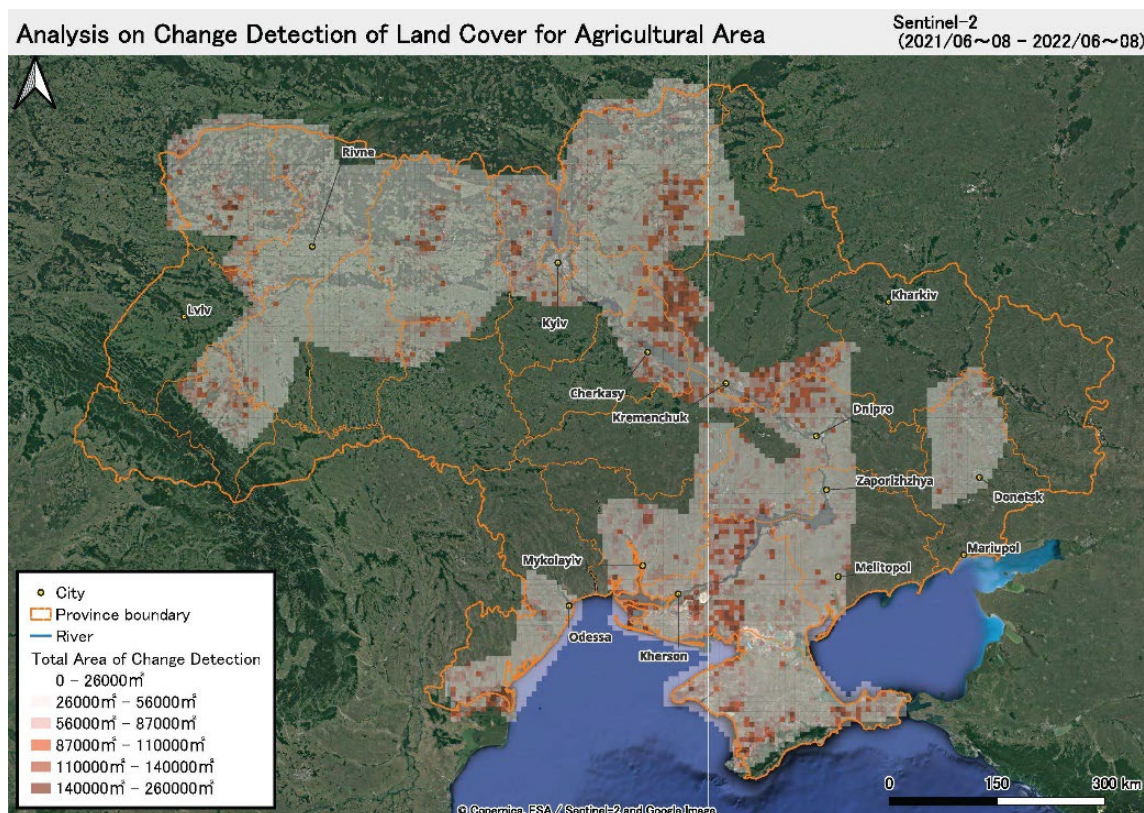 Analysis on Change Detection of Land Cover for Agricultural Area
Sentinel-2
(2021/06～08 - 2022/06～08)
Rivne
Lviv
Kyiv
Kharkiv
Cherkasy
Kremenchuk
Dnipro
Zaporizhzhya
Donetsk
Mykolayiv
Mariupol
Melitopol
Odessa
Kherson
City
Province boundary
River
Total Area of Change Detection
0 - 26000㎡
26000㎡ - 56000㎡
56000㎡ - 87000㎡
87000㎡ - 110000㎡
110000㎡ - 140000㎡
140000㎡ - 260000㎡
0 150 300 km
© Copernics, ESA / Sentinel-2 and Google Image